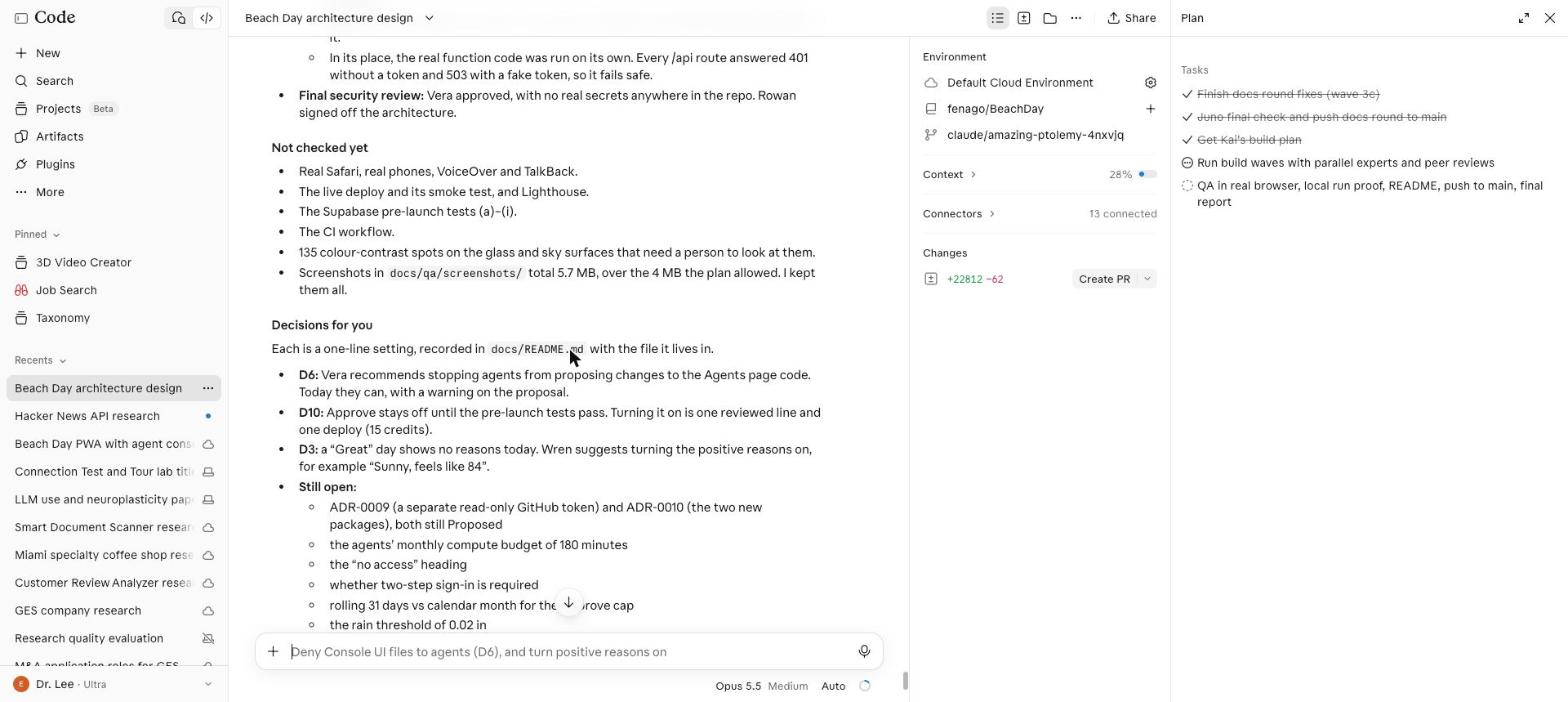 Code
New
Search
Projects Beta
Artifacts
Plugins
More
Pinned
3D Video Creator
Job Search
Taxonomy
Recents
Beach Day architecture design
Hacker News API research
Beach Day PWA with agent cons
Connection Test and Tour lab title
LLM use and neuroplasticity pap
Smart Document Scanner resear
Miami specialty coffee shop rese
Customer Review Analyzer resea
GES company research
Research quality evaluation
M&A application roles for GES
E Dr. Lee · Ultra
Beach Day architecture design
Share
it.
In its place, the real function code was run on its own. Every /api route answered 401
without a token and 503 with a fake token, so it fails safe.
Final security review: Vera approved, with no real secrets anywhere in the repo. Rowan
signed off the architecture.
Not checked yet
Real Safari, real phones, VoiceOver and TalkBack.
The live deploy and its smoke test, and Lighthouse.
The Supabase pre-launch tests (a)–(i).
The CI workflow.
135 colour-contrast spots on the glass and sky surfaces that need a person to look at them.
Screenshots in docs/qa/screenshots/ total 5.7 MB, over the 4 MB the plan allowed. I kept
them all.
Decisions for you
Each is a one-line setting, recorded in docs/README.md with the file it lives in.
D6: Vera recommends stopping agents from proposing changes to the Agents page code.
Today they can, with a warning on the proposal.
D10: Approve stays off until the pre-launch tests pass. Turning it on is one reviewed line and
one deploy (15 credits).
D3: a “Great” day shows no reasons today. Wren suggests turning the positive reasons on,
for example “Sunny, feels like 84”.
Still open:
ADR-0009 (a separate read-only GitHub token) and ADR-0010 (the two new
packages), both still Proposed
the agents’ monthly compute budget of 180 minutes
the “no access” heading
whether two-step sign-in is required
rolling 31 days vs calendar month for the rove cap
the rain threshold of 0.02 in
Deny Console UI files to agents (D6), and turn positive reasons on
Opus 5.5 Medium Auto
Environment
Default Cloud Environment
fenago/BeachDay
claude/amazing-ptolemy-4nxvjq
Context 28%
Connectors 13 connected
Changes
+22812 −62 Create PR
Plan
Tasks
Finish docs round fixes (wave 3c)
Juno final check and push docs round to main
Get Kai's build plan
Run build waves with parallel experts and peer reviews
QA in real browser, local run proof, README, push to main, final
report